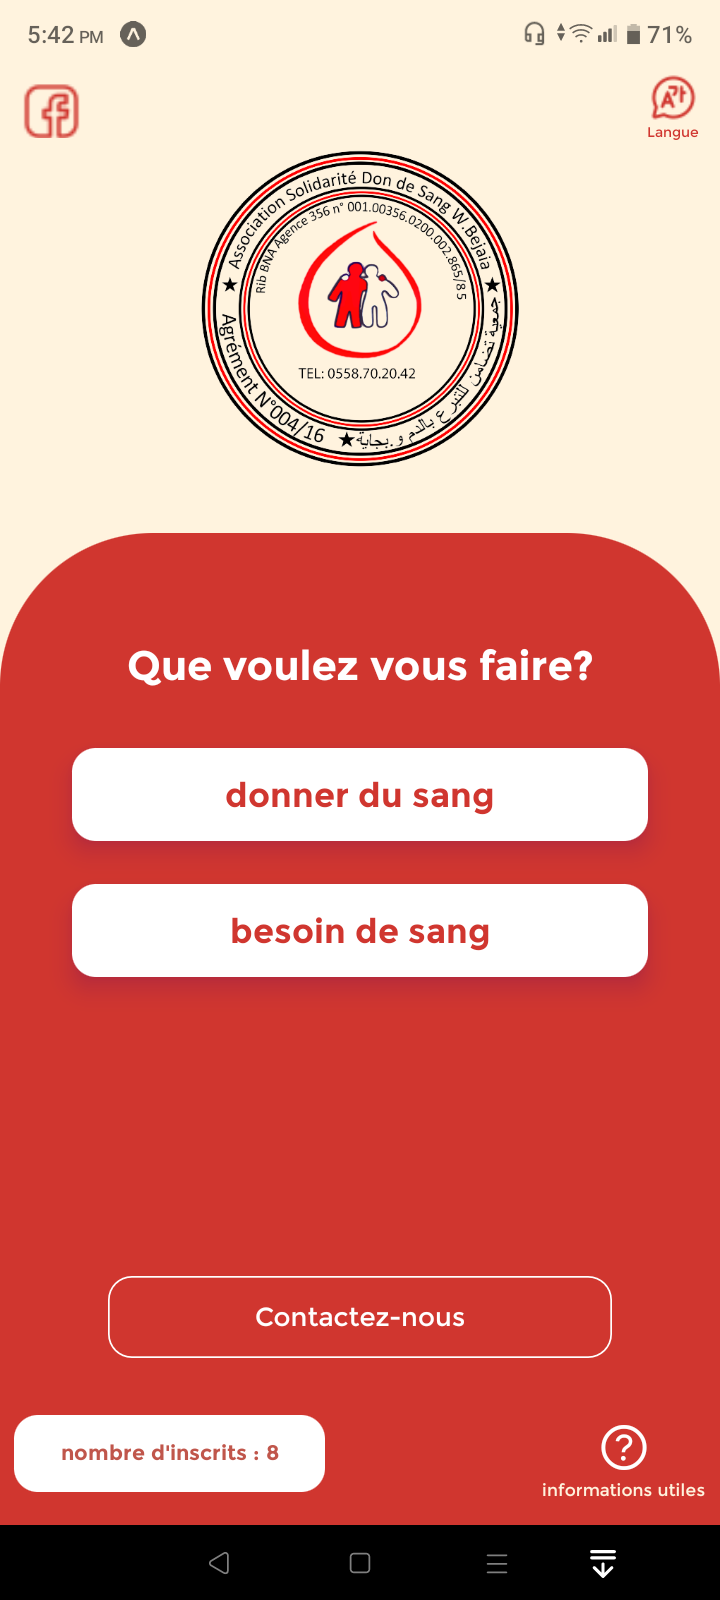 5:42 PM
71%
Langue
Association Solidarité Don de Sang W.Bejaia
Rib BNA Agence 356 n° 001.00356.0200.002.865/85
TEL: 0558.70.20.42
جمعية تضامن للتبرع بالدم و.بجاية
Agrément N°004/16
Que voulez vous faire?
donner du sang
besoin de sang
Contactez-nous
nombre d'inscrits : 8
informations utiles